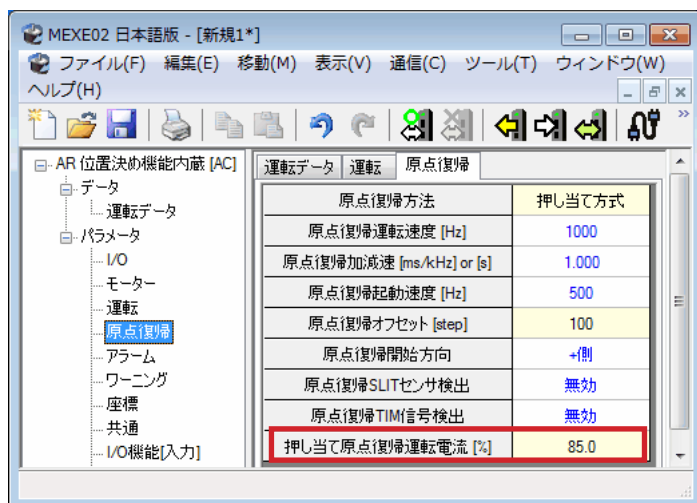 MEXE02 日本語版 - [新規1*]
ファイル(F) 編集(E) 移動(M) 表示(V) 通信(C) ツール(T) ウィンドウ(W)
ヘルプ(H)
AR 位置決め機能内蔵 [AC]
データ
運転データ
パラメータ
I/O
モーター
運転
原点復帰
アラーム
ワーニング
座標
共通
I/O機能[入力]
運転データ 運転 原点復帰
原点復帰方法 押し当て方式
原点復帰運転速度 [Hz] 1000
原点復帰加減速 [ms/kHz] or [s] 1.000
原点復帰起動速度 [Hz] 500
原点復帰オフセット [step] 100
原点復帰開始方向 +側
原点復帰SLITセンサ検出 無効
原点復帰TIM信号検出 無効
押し当て原点復帰運転電流 [%] 85.0